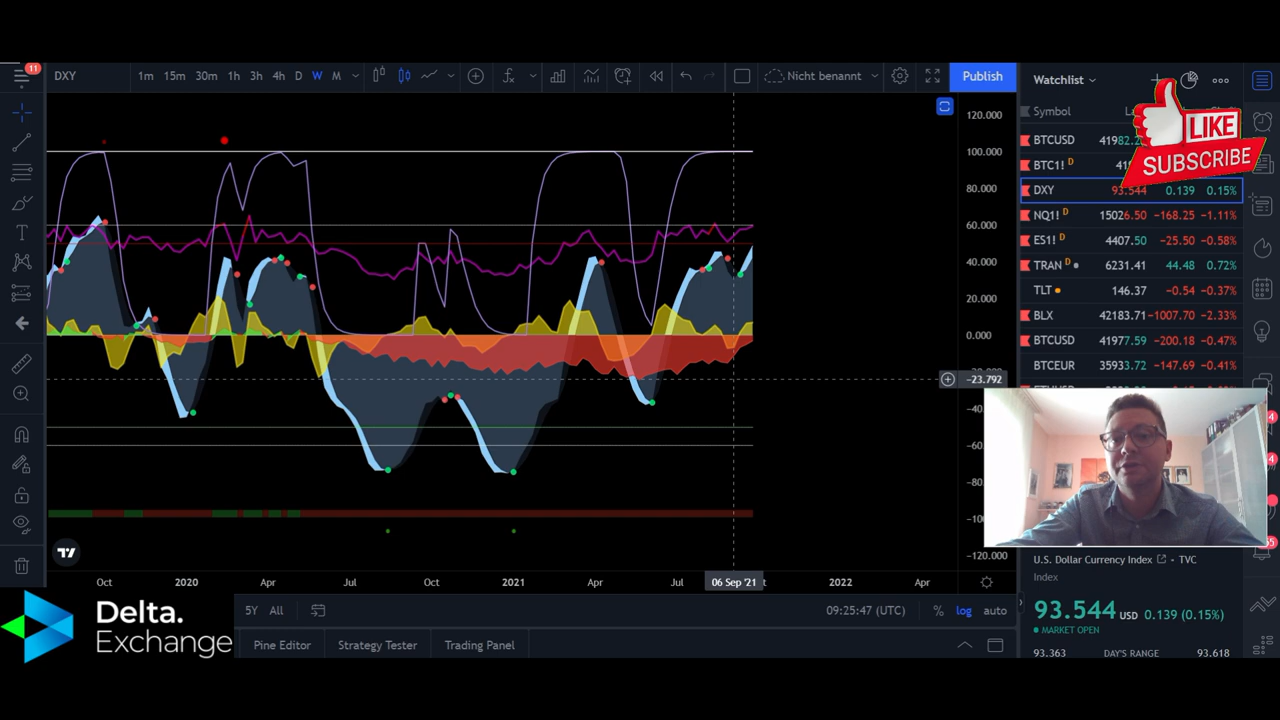 11
DXY
1m 15m 30m 1h 3h 4h D W M
Nicht benannt
Publish
Watchlist
Symbol
LIKE
SUBSCRIBE
BTCUSD
BTC1! D
DXY 93.544 0.139 0.15%
NQ1! D 15026.50 -168.25 -1.11%
ES1! D 4407.50 -25.50 -0.58%
TRAN D 6231.41 44.48 0.72%
TLT 146.37 -0.54 -0.37%
BLX 42183.71 -1007.70 -2.33%
BTCUSD 41977.59 -200.18 -0.47%
BTCEUR 35933.72 -147.69 -0.41%
120.000
100.000
80.000
60.000
40.000
20.000
0.000
-23.792
-120.000
Oct 2020 Apr Jul Oct 2021 Apr Jul 06 Sep '21 2022 Apr
U.S. Dollar Currency Index TVC
Index
93.544 USD 0.139 (0.15%)
MARKET OPEN
93.363 DAY'S RANGE 93.618
5Y All
09:25:47 (UTC)
% log auto
Pine Editor Strategy Tester Trading Panel
Delta.
Exchange